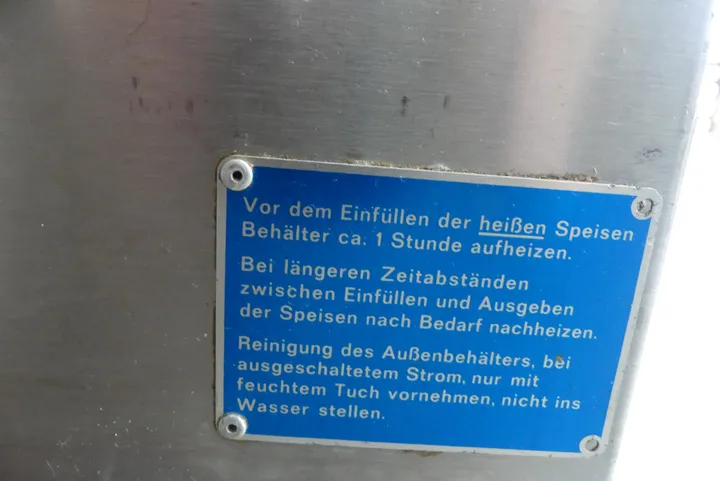 Vor dem Einfüllen der heißen Speisen
Behälter ca. 1 Stunde aufheizen.
Bei längeren Zeitabständen
zwischen Einfüllen und Ausgeben
der Speisen nach Bedarf nachheizen.
Reinigung des Außenbehälters, bei
ausgeschaltetem Strom, nur mit
feuchtem Tuch vornehmen, nicht ins
Wasser stellen.